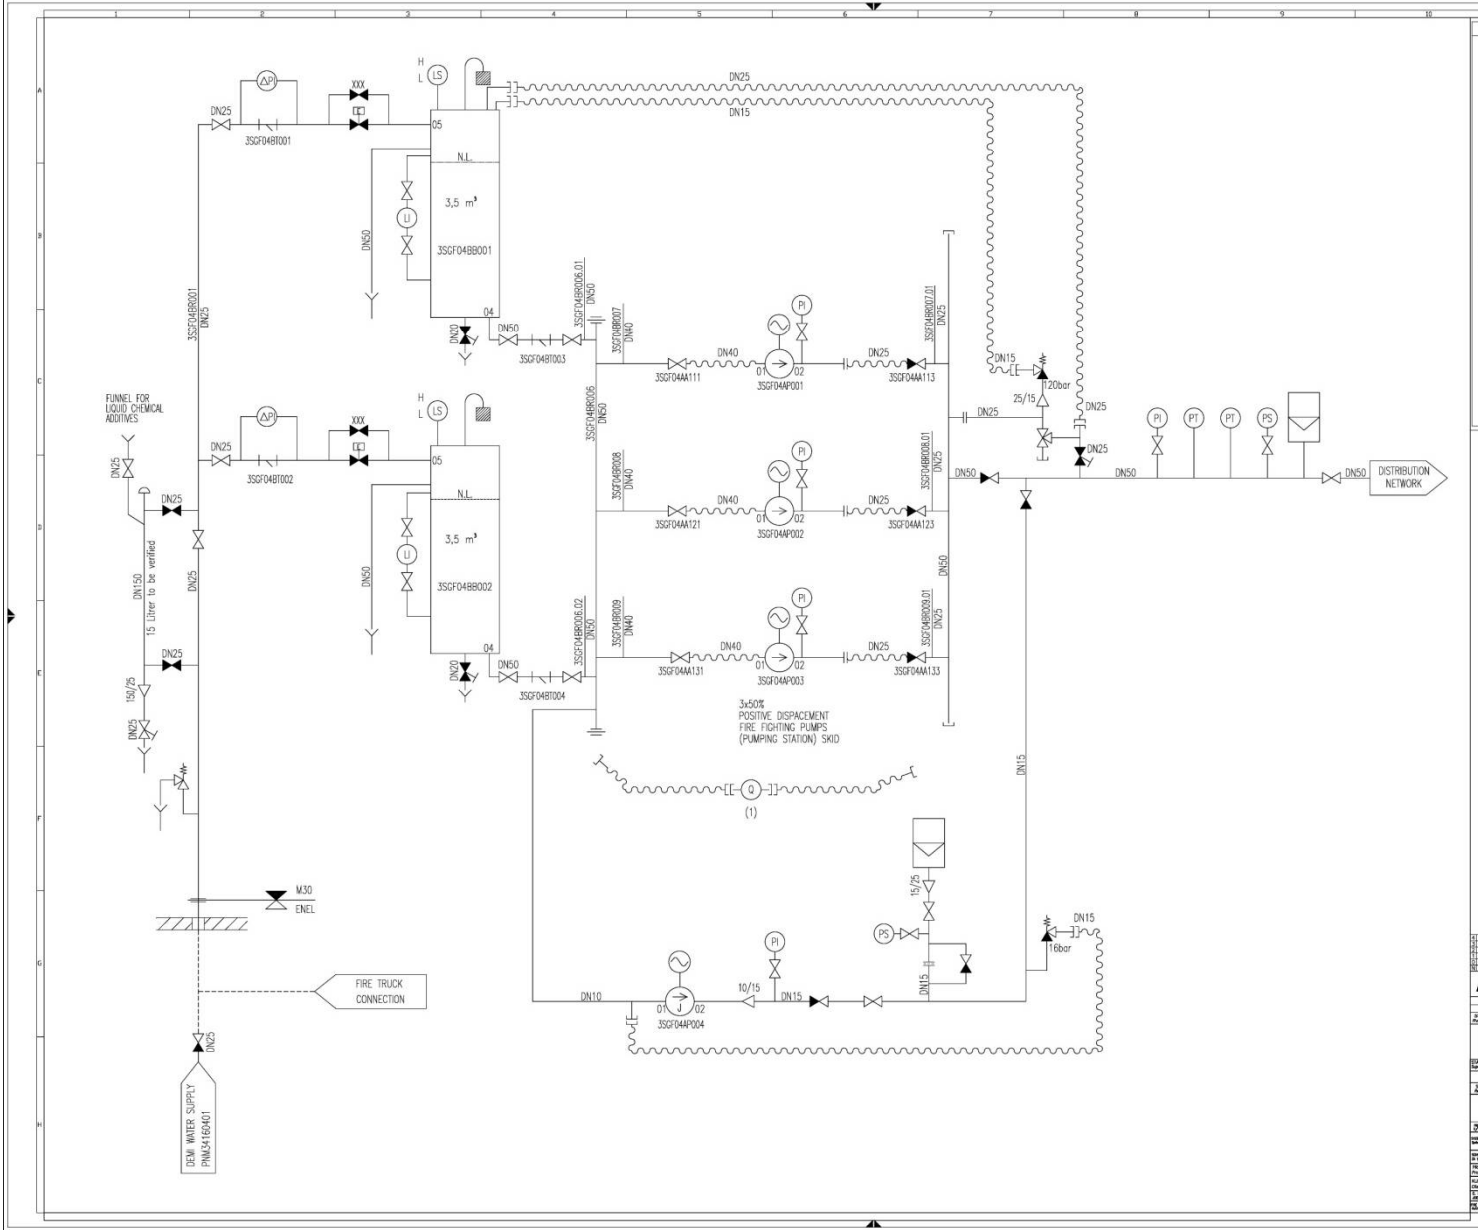 1 2 3 4 5 6 7 8 9 10
A
B
C
D
E
F
G
H
ΔPI
XXX
C
DN25
3SGF04BT001
H
L
LS
05
N.L.
3,5 m³
LI
3SGF04BB001
DN50
04
DN20
DN50
3SGF04BT003
DN25
DN15
3SGF04BR001
DN25
3SGF04BR006.01
DN50
3SGF04BR007
DN40
3SGF04BR006
DN50
3SGF04AA111
DN40
PI
01
02
3SGF04AP001
DN25
3SGF04AA113
3SGF04BR007.01
DN25
DN15
120bar
25/15
DN25
DN25
DN25
FUNNEL FOR
LIQUID CHEMICAL
ADDITIVES
DN25
DN25
ΔPI
XXX
C
DN25
3SGF04BT002
H
L
LS
05
N.L.
3,5 m³
LI
3SGF04BB002
DN50
04
DN20
DN50
3SGF04BT004
DN150
15 Litrer to be verified
DN25
DN25
150/25
DN25
3SGF04BR008
DN40
3SGF04AA121
DN40
PI
01
02
3SGF04AP002
DN25
3SGF04AA123
3SGF04BR008.01
DN25
DN50
DN50
DN50
PI
PT
PT
PS
DN50
DISTRIBUTION
NETWORK
3SGF04BR006.02
DN50
3SGF04BR009
DN40
3SGF04AA131
DN40
PI
01
02
3SGF04AP003
DN25
3SGF04AA133
3SGF04BR009.01
DN25
3x50%
POSITIVE DISPACEMENT
FIRE FIGHTING PUMPS
(PUMPING STATION) SKID
Q
(1)
DN15
M30
ENEL
FIRE TRUCK
CONNECTION
DN25
DEMI WATER SUPPLY
PNM34160401
DN10
01
J
02
3SGF04AP004
10/15
PI
DN15
PS
15/25
DN15
16bar
DN15